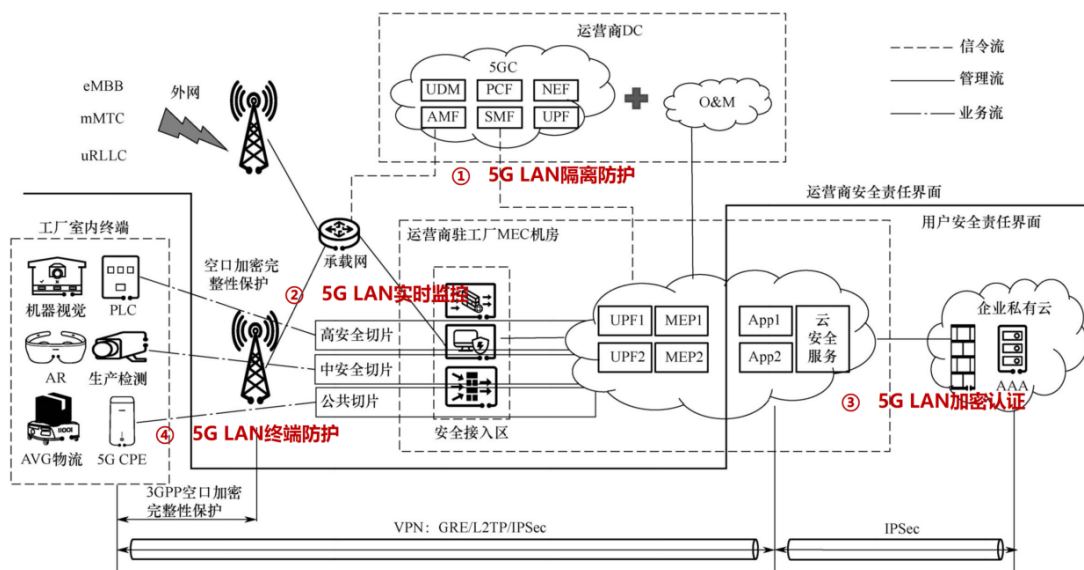 运营商DC
5GC
UDM
PCF
NEF
AMF
SMF
UPF
O&M
信令流
管理流
业务流
eMBB
mMTC
uRLLC
外网
① 5G LAN隔离防护
运营商安全责任界面
用户安全责任界面
工厂室内终端
机器视觉
PLC
AR
生产检测
AVG物流
5G CPE
空口加密完
整性保护
承载网
② 5G LAN实时监控
运营商驻工厂MEC机房
高安全切片
中安全切片
公共切片
安全接入区
UPF1
MEP1
UPF2
MEP2
App1
App2
云
安全
服务
企业私有云
AAA
③ 5G LAN加密认证
④ 5G LAN终端防护
3GPP空口加密
完整性保护
VPN：GRE/L2TP/IPSec
IPSec